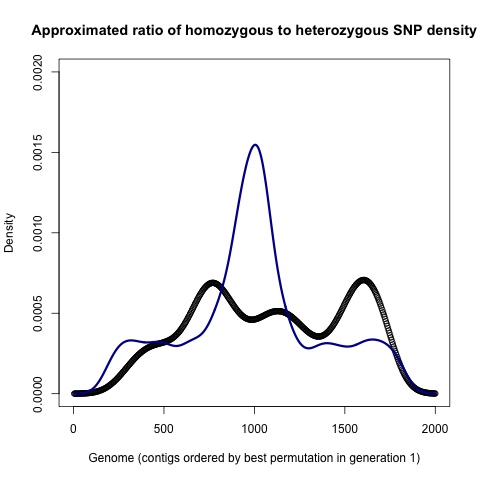 Approximated ratio of homozygous to heterozygous SNP density
0.0020
0.0015
0.0010
0.0005
0.0000
Density
0 500 1000 1500 2000
Genome (contigs ordered by best permutation in generation 1)